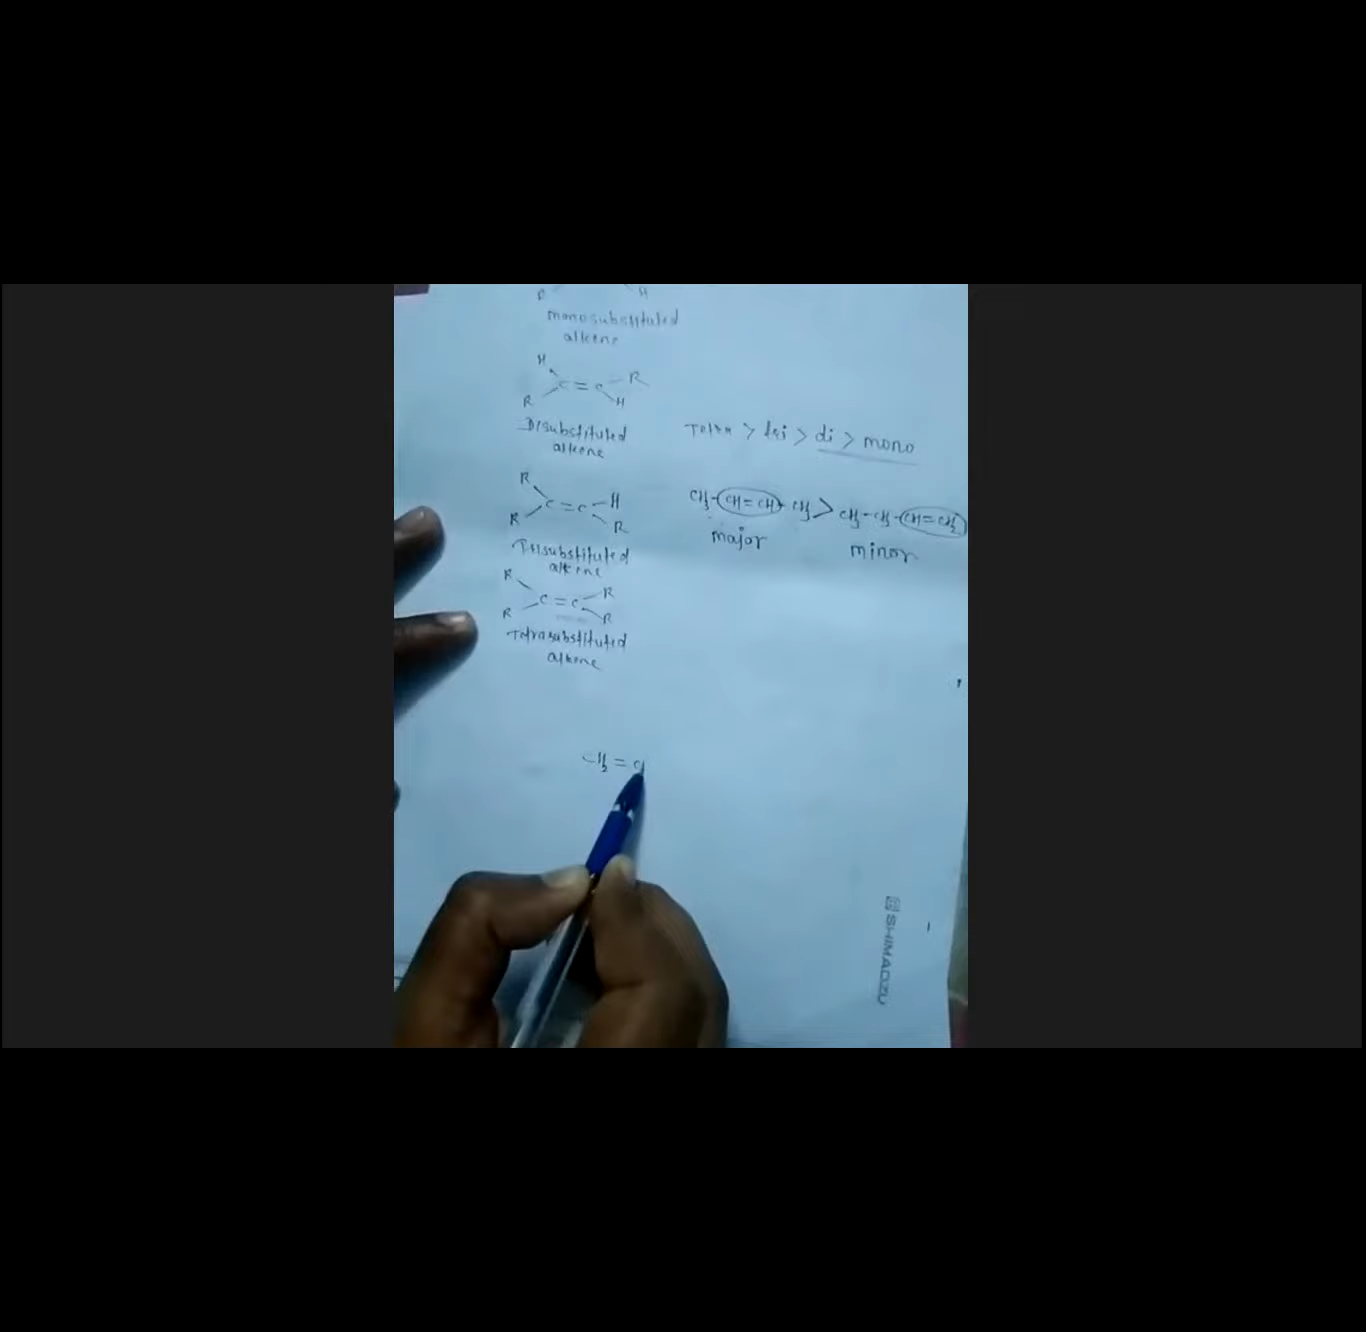 R H
monosubstituted
alkene
H
C = C R
R H
Disubstituted
alkene
Tetra > tri > di > mono
R
C = C H
R R
Trisubstituted
alkene
CH3-CH=CH-CH3 > CH3-CH2-CH=CH2
major minor
R
C = C R
R R
Tetrasubstituted
alkene
CH2 = C
SHIMADZU